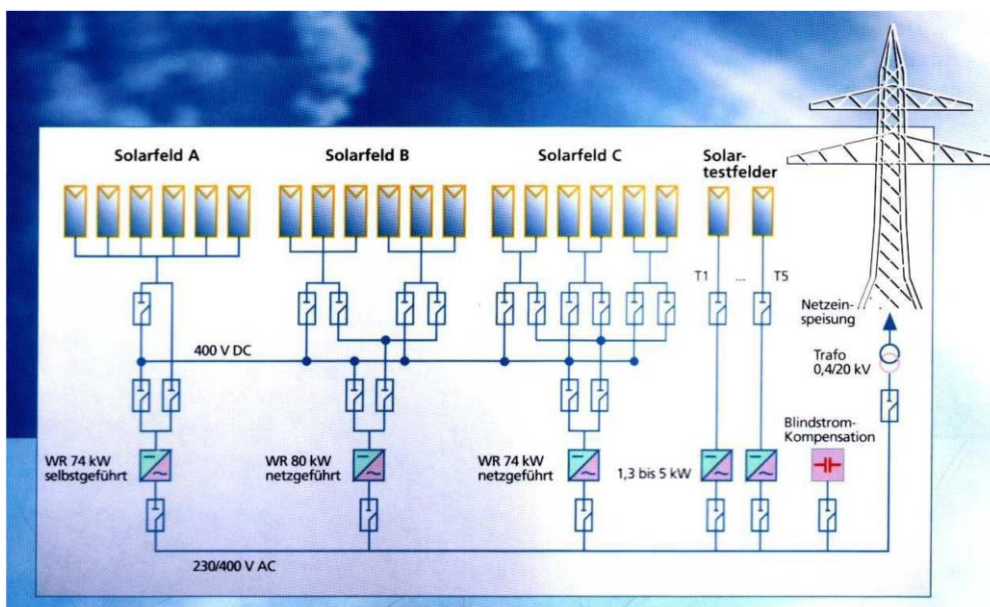 Solarfeld A
Solarfeld B
Solarfeld C
Solar-
testfelder
T1 ... T5
Netzein-
speisung
400 V DC
Trafo
0,4/20 kV
Blindstrom-
Kompensation
WR 74 kW
selbstgeführt
WR 80 kW
netzgeführt
WR 74 kW
netzgeführt
1,3 bis 5 kW
230/400 V AC